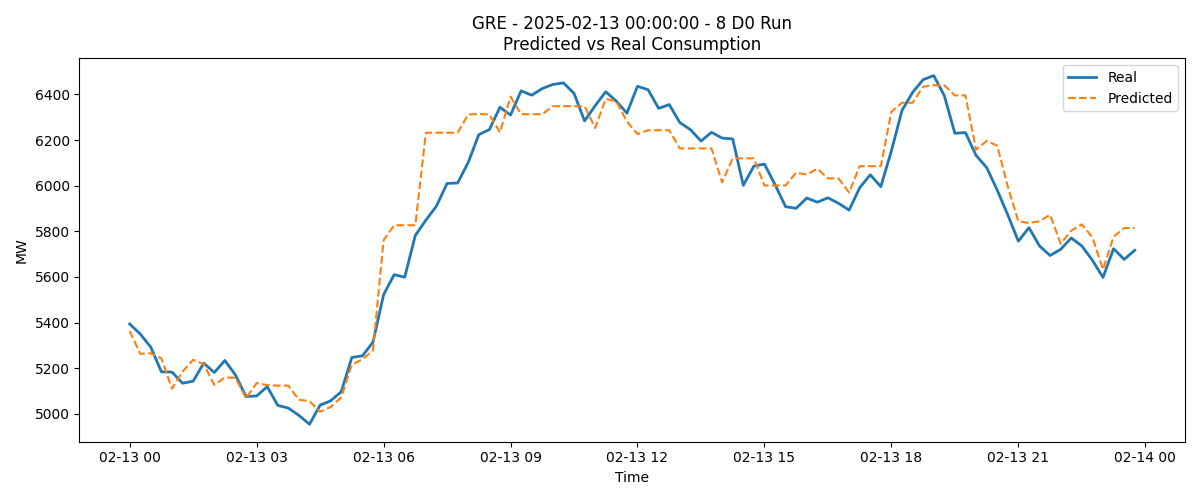 GRE - 2025-02-13 00:00:00 - 8 D0 Run
Predicted vs Real Consumption
Real
Predicted
MW
6400
6200
6000
5800
5600
5400
5200
5000
02-13 00
02-13 03
02-13 06
02-13 09
02-13 12
02-13 15
02-13 18
02-13 21
02-14 00
Time